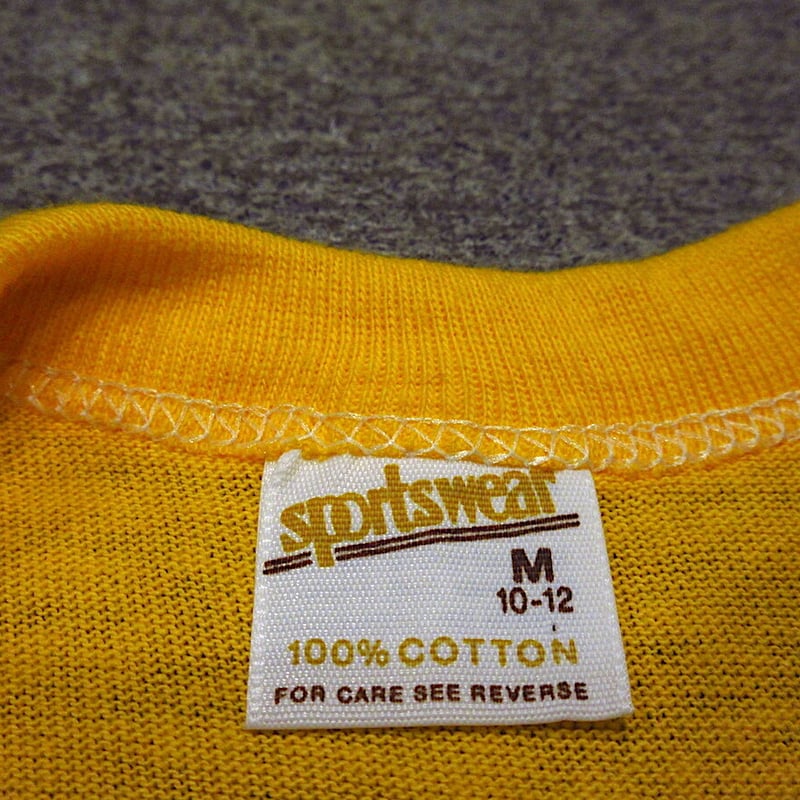 sportswear
M
10-12
100% COTTON
FOR CARE SEE REVERSE